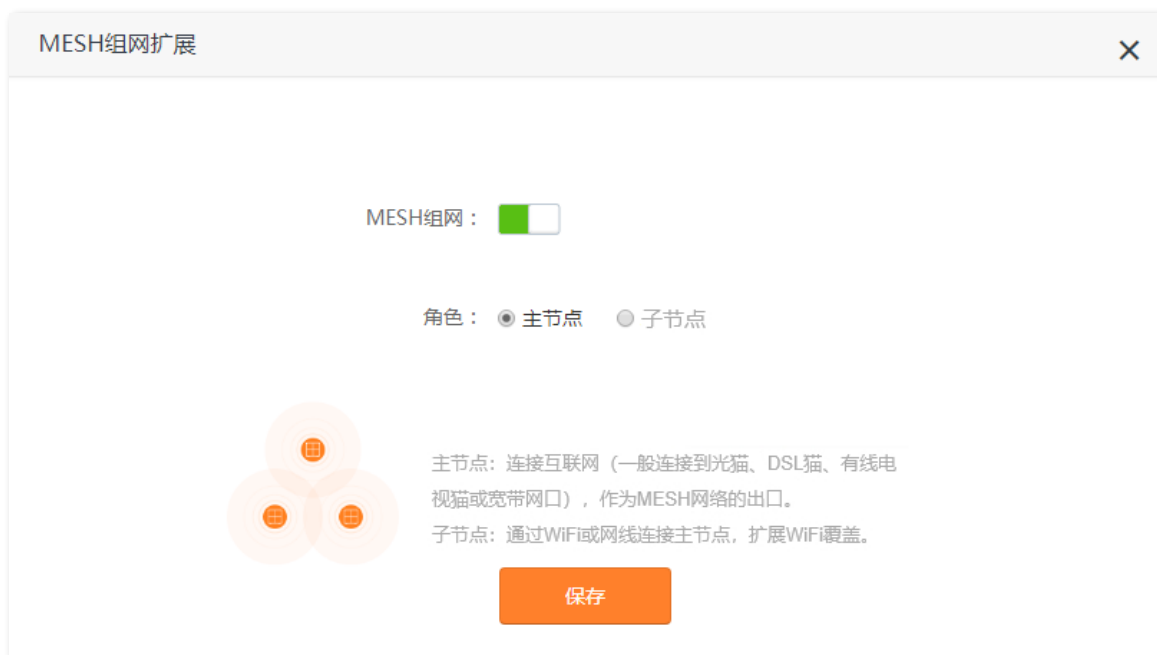 MESH组网扩展
MESH组网：
角色： 主节点 子节点
主节点：连接互联网（一般连接到光猫、DSL猫、有线电
视猫或宽带网口），作为MESH网络的出口。
子节点：通过WiFi或网线连接主节点，扩展WiFi覆盖。
保存